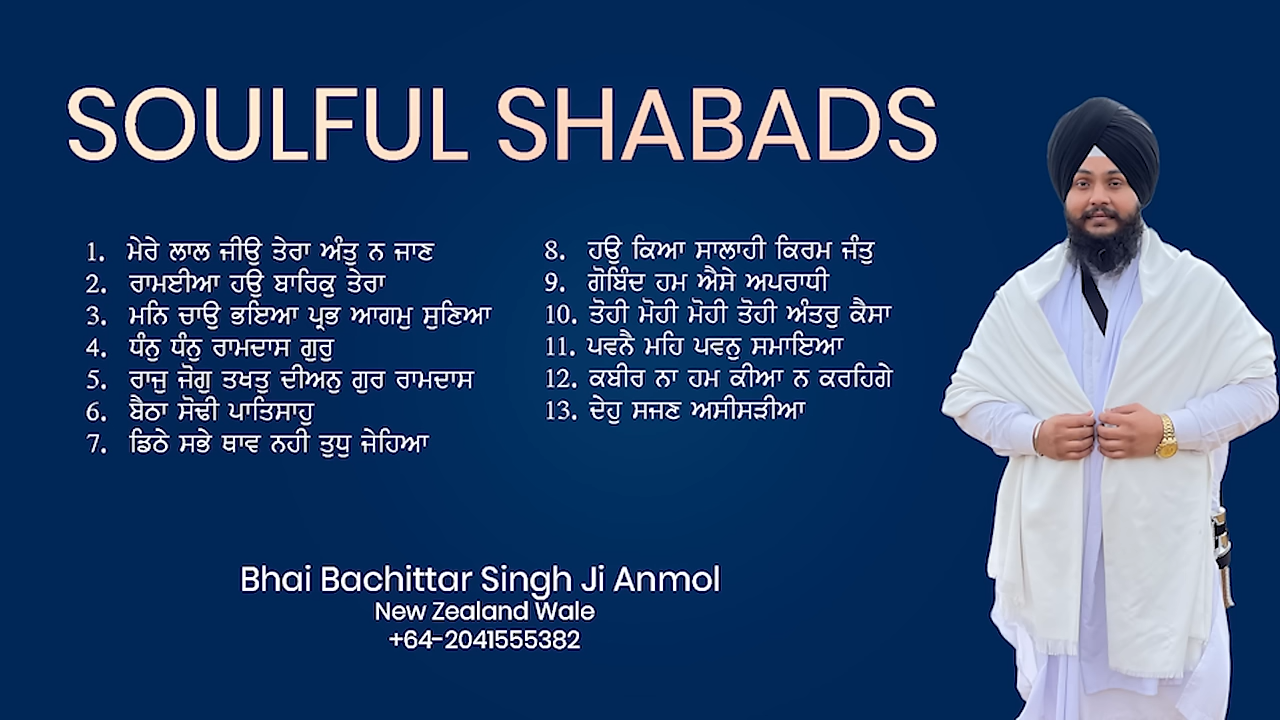 SOULFUL SHABADS
1. ਮੇਰੇ ਲਾਲ ਜੀਉ ਤੇਰਾ ਅੰਤੁ ਨ ਜਾਣ
2. ਰਾਮਈਆ ਹਉ ਬਾਰਿਕੁ ਤੇਰਾ
3. ਮਨਿ ਚਾਉ ਭਇਆ ਪ੍ਰਭ ਆਗਮੁ ਸੁਣਿਆ
4. ਧੰਨੁ ਧੰਨੁ ਰਾਮਦਾਸ ਗੁਰੁ
5. ਰਾਜੁ ਜੋਗੁ ਤਖਤੁ ਦੀਅਨੁ ਗੁਰ ਰਾਮਦਾਸ
6. ਬੈਠਾ ਸੋਢੀ ਪਾਤਿਸਾਹੁ
7. ਡਿਠੇ ਸਭੇ ਥਾਵ ਨਹੀ ਤੁਧੁ ਜੇਹਿਆ
8. ਹਉ ਕਿਆ ਸਾਲਾਹੀ ਕਿਰਮ ਜੰਤੁ
9. ਗੋਬਿੰਦ ਹਮ ਐਸੇ ਅਪਰਾਧੀ
10. ਤੋਹੀ ਮੋਹੀ ਮੋਹੀ ਤੋਹੀ ਅੰਤਰੁ ਕੈਸਾ
11. ਪਵਨੈ ਮਹਿ ਪਵਨੁ ਸਮਾਇਆ
12. ਕਬੀਰ ਨਾ ਹਮ ਕੀਆ ਨ ਕਰਹਿਗੇ
13. ਦੇਹੁ ਸਜਣ ਅਸੀਸੜੀਆ
Bhai Bachittar Singh Ji Anmol
New Zealand Wale
+64-2041555382